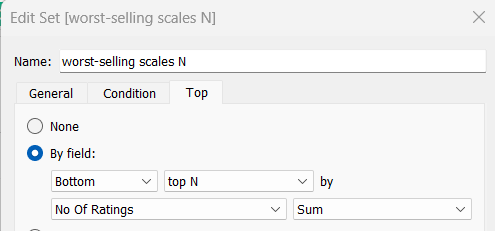 Edit Set [worst-selling scales N]
Name: worst-selling scales N
General Condition Top
None
By field:
Bottom top N by
No Of Ratings Sum